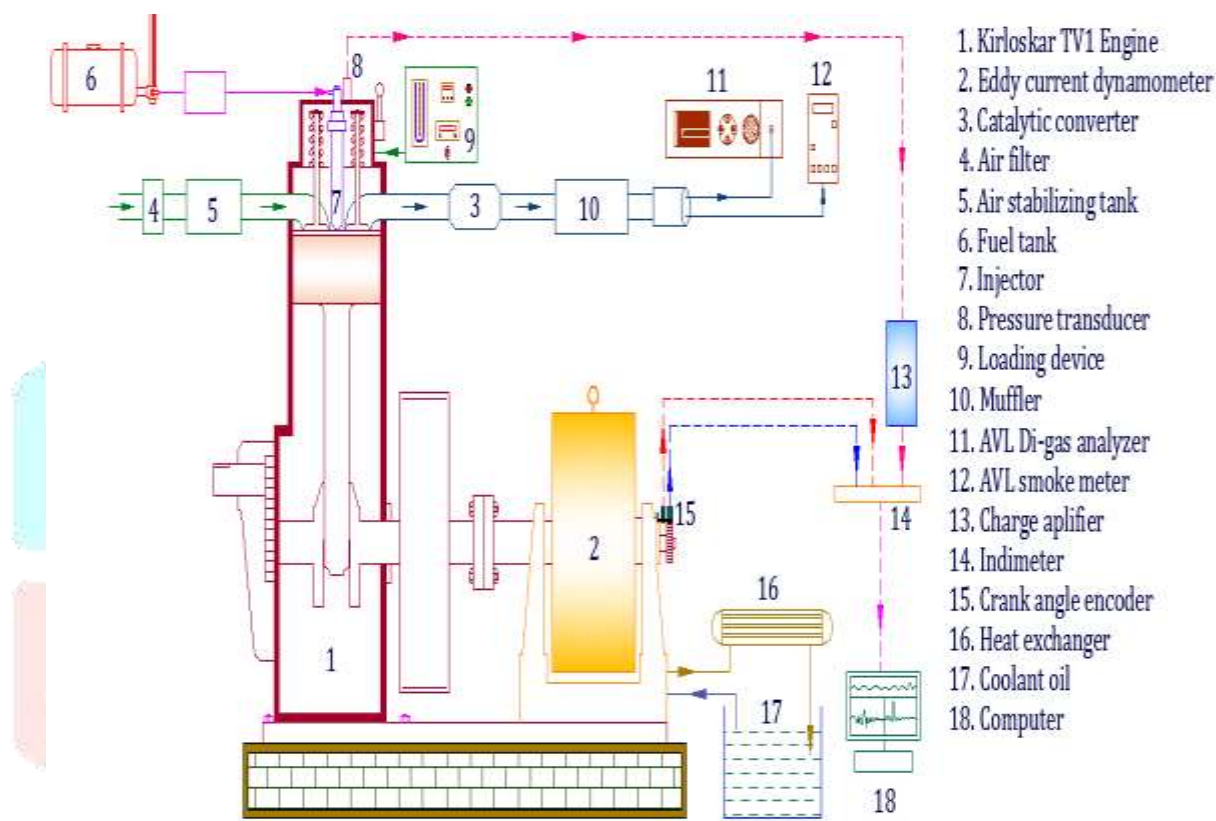 8
6
11
12
9
4
5
7
3
10
13
15
14
2
16
1
17
18
1. Kirloskar TV1 Engine
2. Eddy current dynamometer
3. Catalytic converter
4. Air filter
5. Air stabilizing tank
6. Fuel tank
7. Injector
8. Pressure transducer
9. Loading device
10. Muffler
11. AVL Di-gas analyzer
12. AVL smoke meter
13. Charge aplifier
14. Indimeter
15. Crank angle encoder
16. Heat exchanger
17. Coolant oil
18. Computer